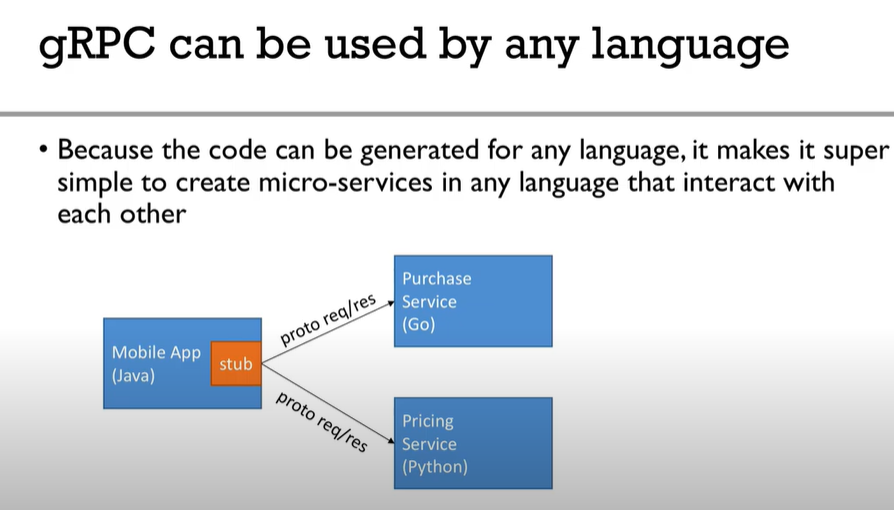 gRPC can be used by any language
• Because the code can be generated for any language, it makes it super
simple to create micro-services in any language that interact with
each other
Mobile App
(Java)
stub
proto req/res
proto req/res
Purchase
Service
(Go)
Pricing
Service
(Python)